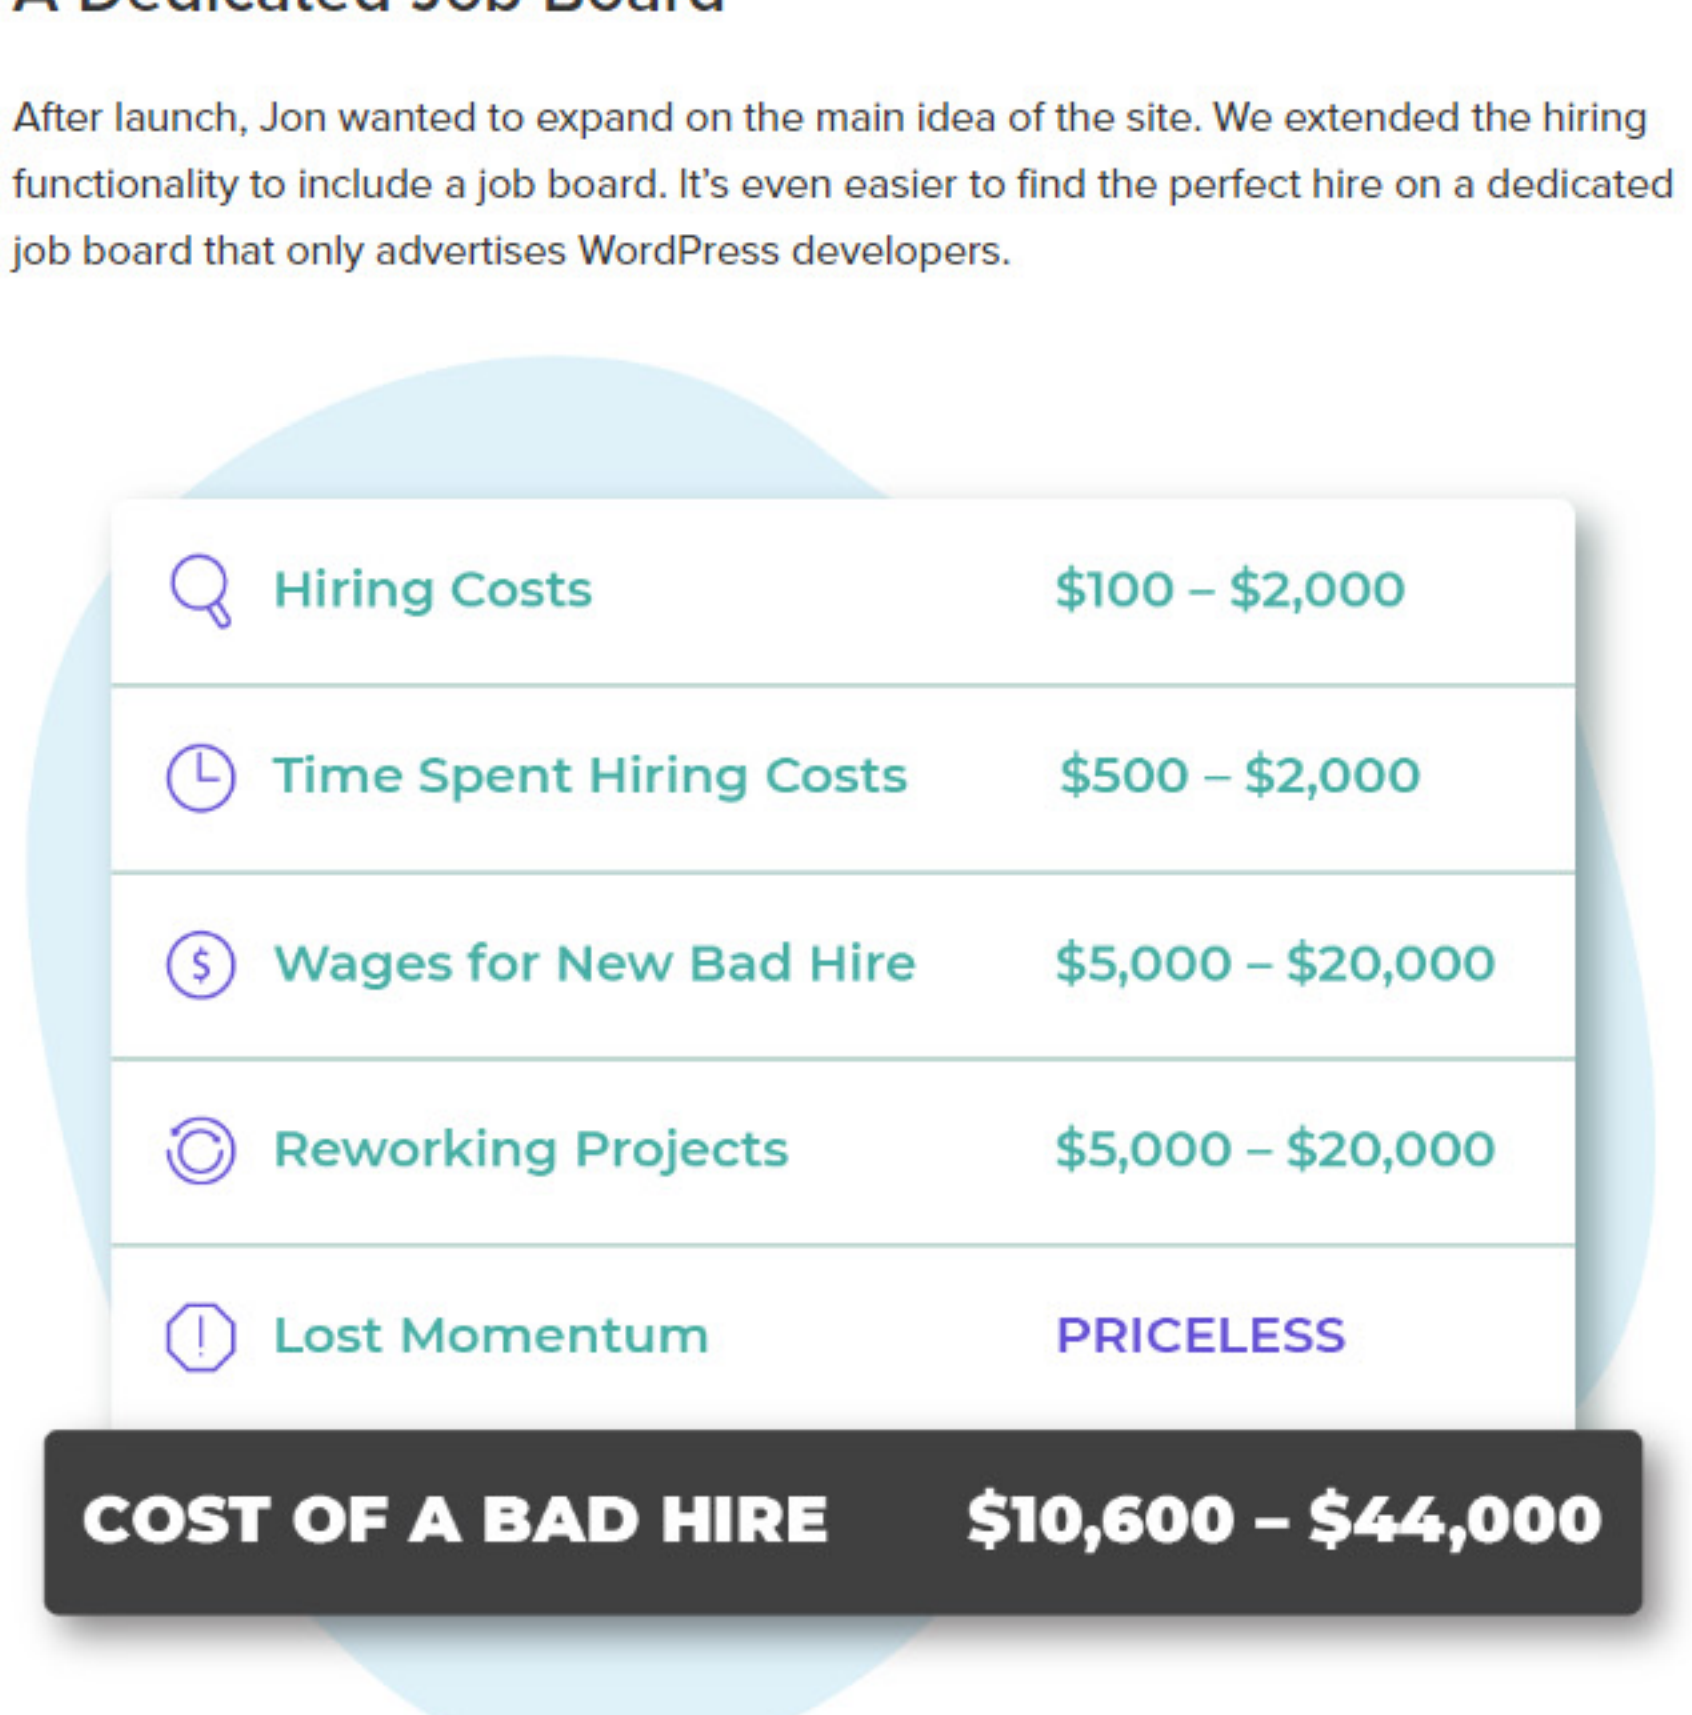 A Dedicated Job Board
After launch, Jon wanted to expand on the main idea of the site. We extended the hiring
functionality to include a job board. It’s even easier to find the perfect hire on a dedicated
job board that only advertises WordPress developers.
Hiring Costs $100 – $2,000
Time Spent Hiring Costs $500 – $2,000
Wages for New Bad Hire $5,000 – $20,000
Reworking Projects $5,000 – $20,000
Lost Momentum PRICELESS
COST OF A BAD HIRE $10,600 – $44,000